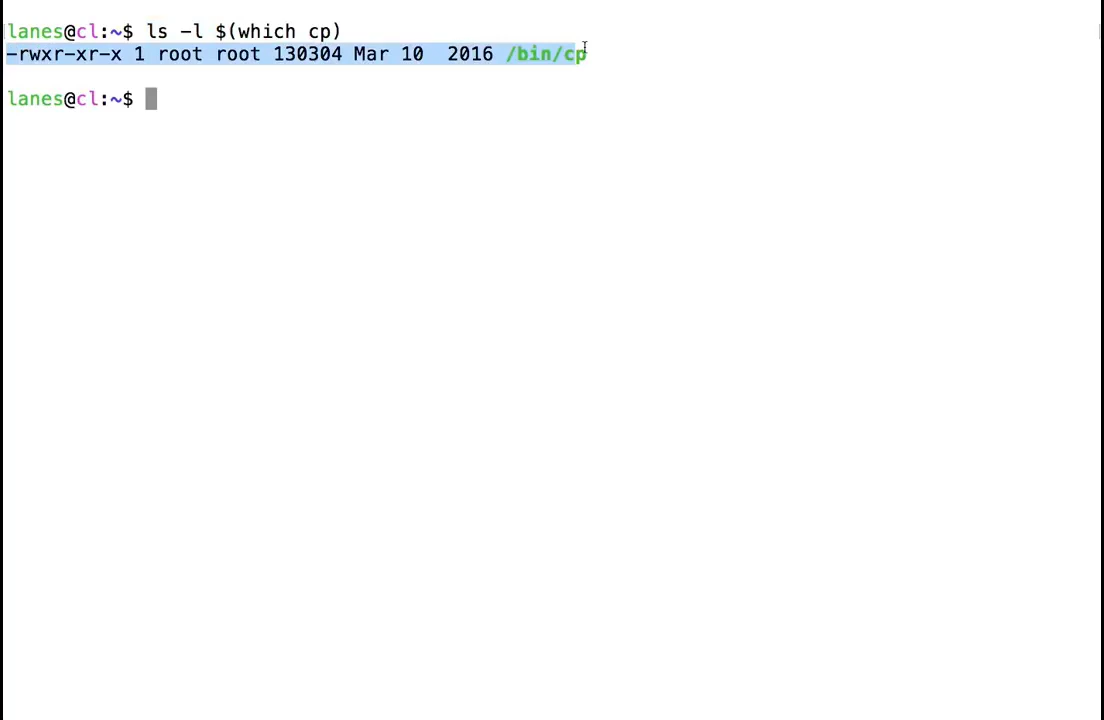 lanes@cl:~$ ls -l $(which cp)
-rwxr-xr-x 1 root root 130304 Mar 10  2016 /bin/cp
lanes@cl:~$